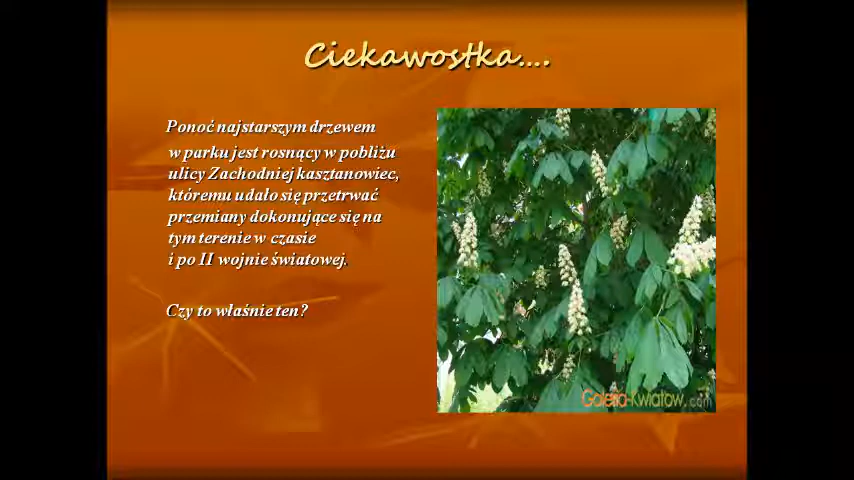 Ciekawostka....
Ponoć najstarszym drzewem
w parku jest rosnący w pobliżu
ulicy Zachodniej kasztanowiec,
któremu udało się przetrwać
przemiany dokonujące się na
tym terenie w czasie
i po II wojnie światowej.
Czy to właśnie ten?
Galeria-Kwiatow.com